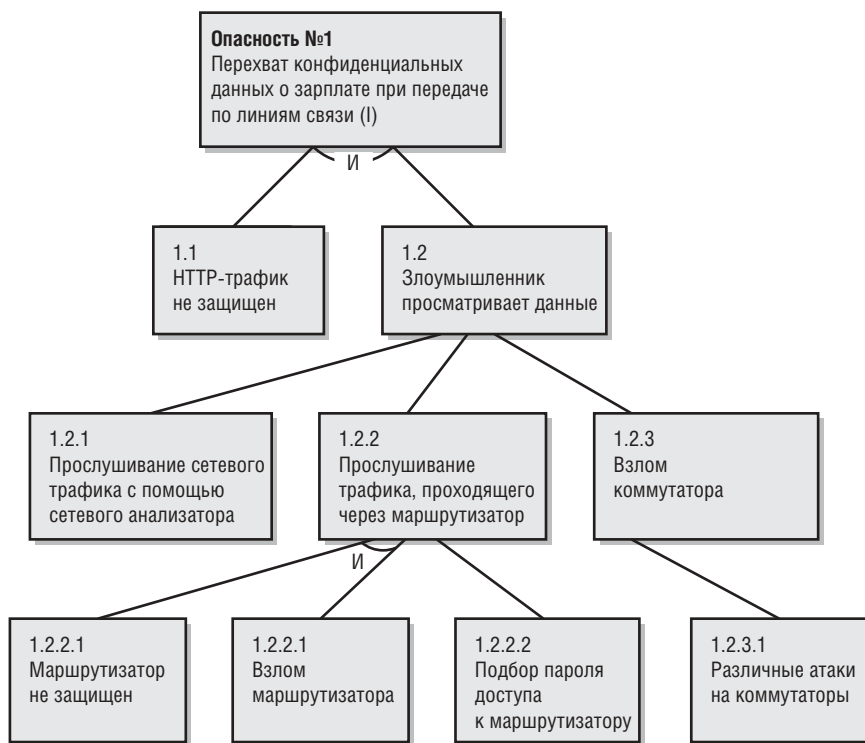 Опасность №1
Перехват конфиденциальных
данных о зарплате при передаче
по линиям связи (I)
И
1.1
HTTP-трафик
не защищен
1.2
Злоумышленник
просматривает данные
1.2.1
Прослушивание сетевого
трафика с помощью
сетевого анализатора
1.2.2
Прослушивание
трафика, проходящего
через маршрутизатор
1.2.3
Взлом
коммутатора
И
1.2.2.1
Маршрутизатор
не защищен
1.2.2.1
Взлом
маршрутизатора
1.2.2.2
Подбор пароля
доступа
к маршрутизатору
1.2.3.1
Различные атаки
на коммутаторы